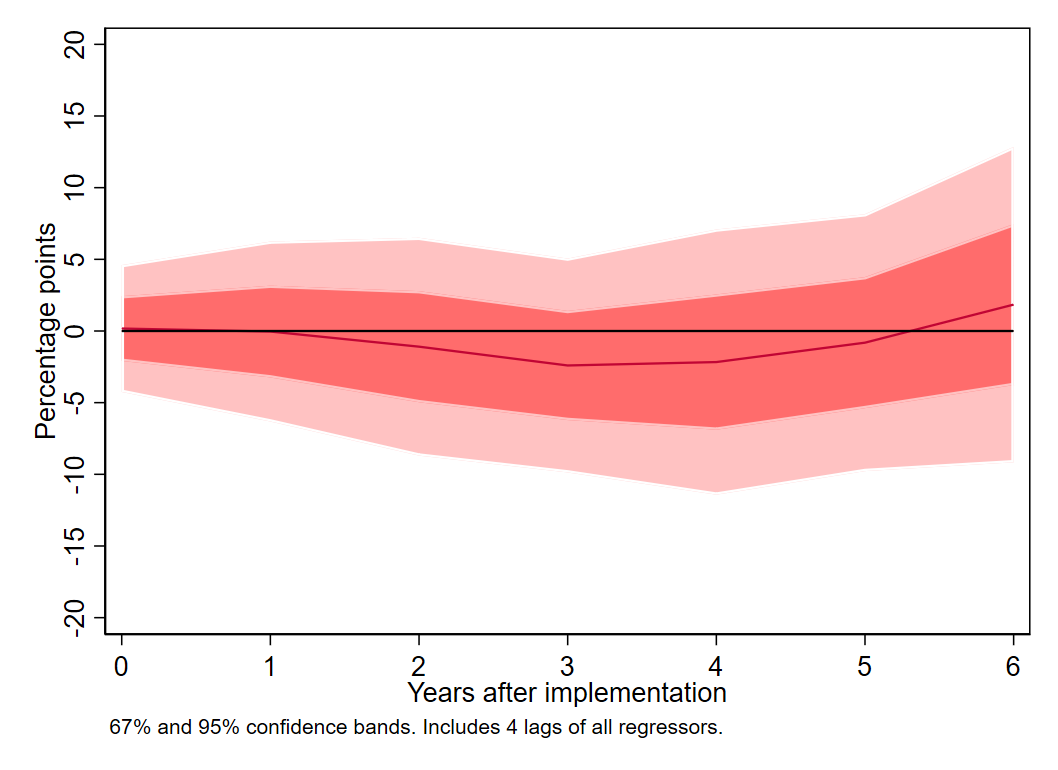 20
15
10
5
0
-5
-10
-15
-20
Percentage points
0 1 2 3 4 5 6
Years after implementation
67% and 95% confidence bands. Includes 4 lags of all regressors.